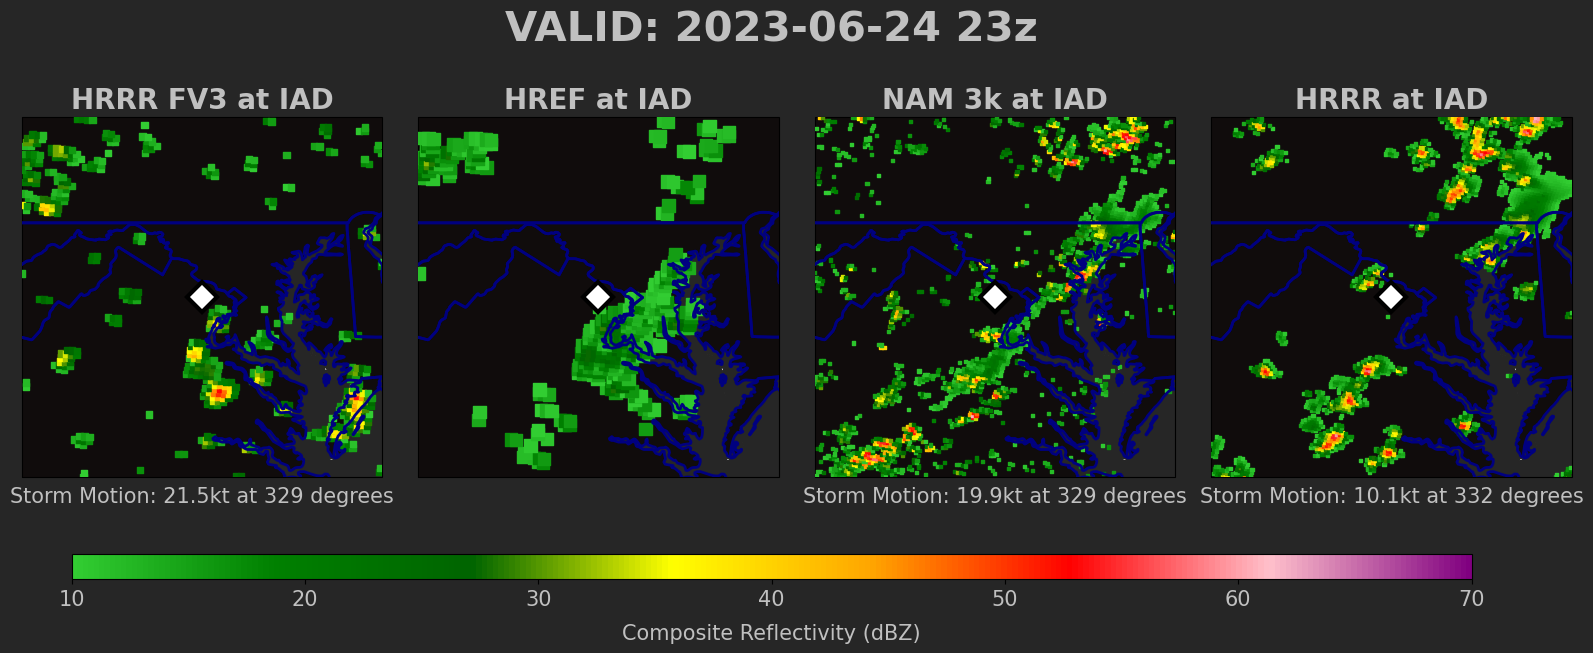 VALID: 2023-06-24 23z
HRRR FV3 at IAD
HREF at IAD
NAM 3k at IAD
HRRR at IAD
Storm Motion: 21.5kt at 329 degrees
Storm Motion: 19.9kt at 329 degrees
Storm Motion: 10.1kt at 332 degrees
10 20 30 40 50 60 70
Composite Reflectivity (dBZ)